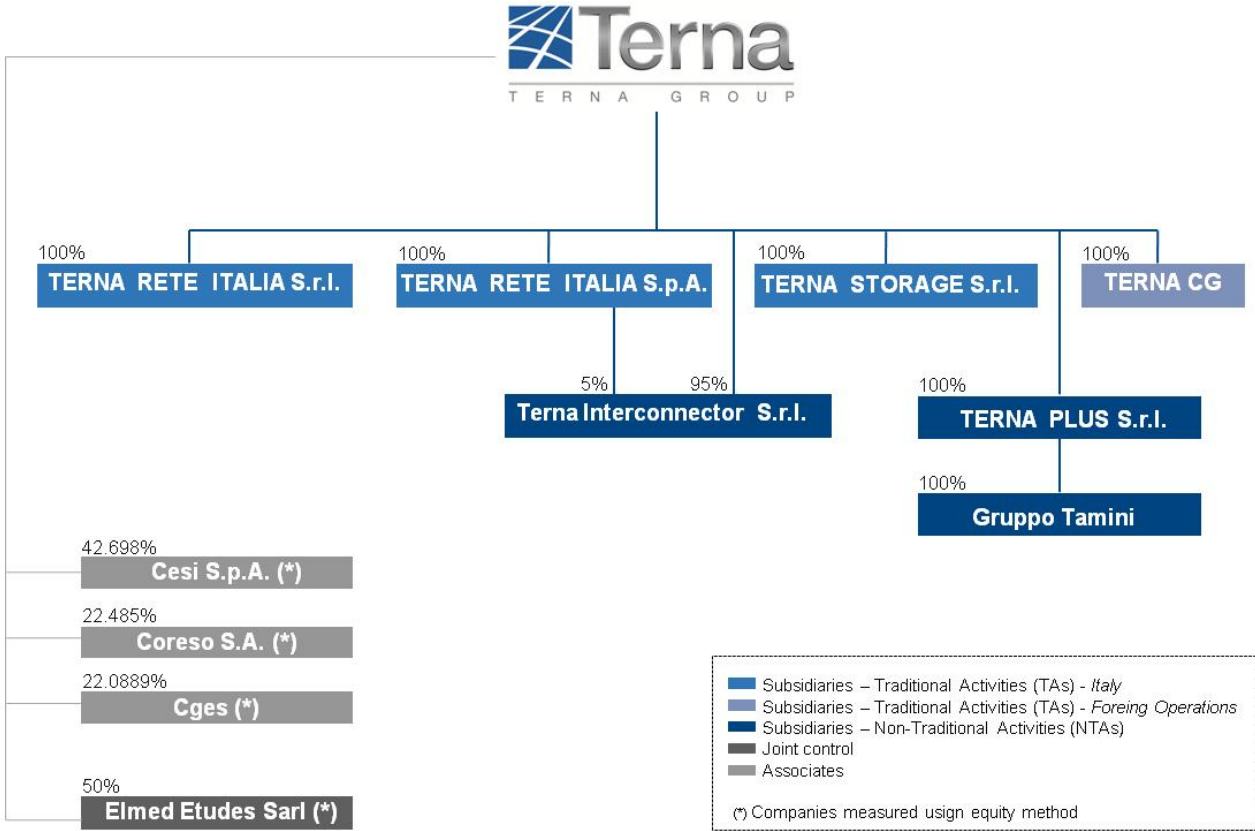 Terna
TERNA GROUP
100%
TERNA RETE ITALIA S.r.l.
100%
TERNA RETE ITALIA S.p.A.
100%
TERNA STORAGE S.r.l.
100%
TERNA CG
5%
95%
Terna Interconnector S.r.l.
100%
TERNA PLUS S.r.l.
100%
Gruppo Tamini
42.698%
Cesi S.p.A. (*)
22.485%
Coreso S.A. (*)
22.0889%
Cges (*)
50%
Elmed Etudes Sarl (*)
Subsidiaries – Traditional Activities (TAs) - Italy
Subsidiaries – Traditional Activities (TAs) - Foreing Operations
Subsidiaries – Non-Traditional Activities (NTAs)
Joint control
Associates
(*) Companies measured usign equity method